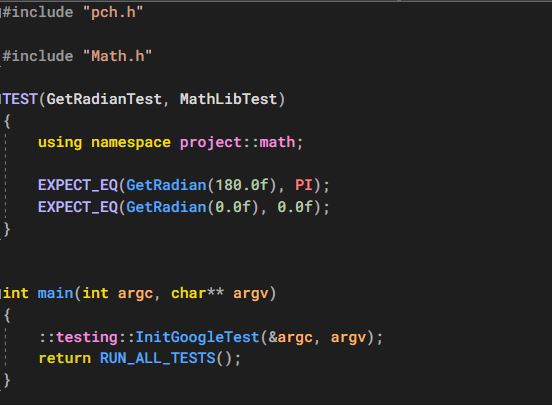 #include "pch.h"
#include "Math.h"
TEST(GetRadianTest, MathLibTest)
{
using namespace project::math;
EXPECT_EQ(GetRadian(180.0f), PI);
EXPECT_EQ(GetRadian(0.0f), 0.0f);
}
int main(int argc, char** argv)
{
::testing::InitGoogleTest(&argc, argv);
return RUN_ALL_TESTS();
}